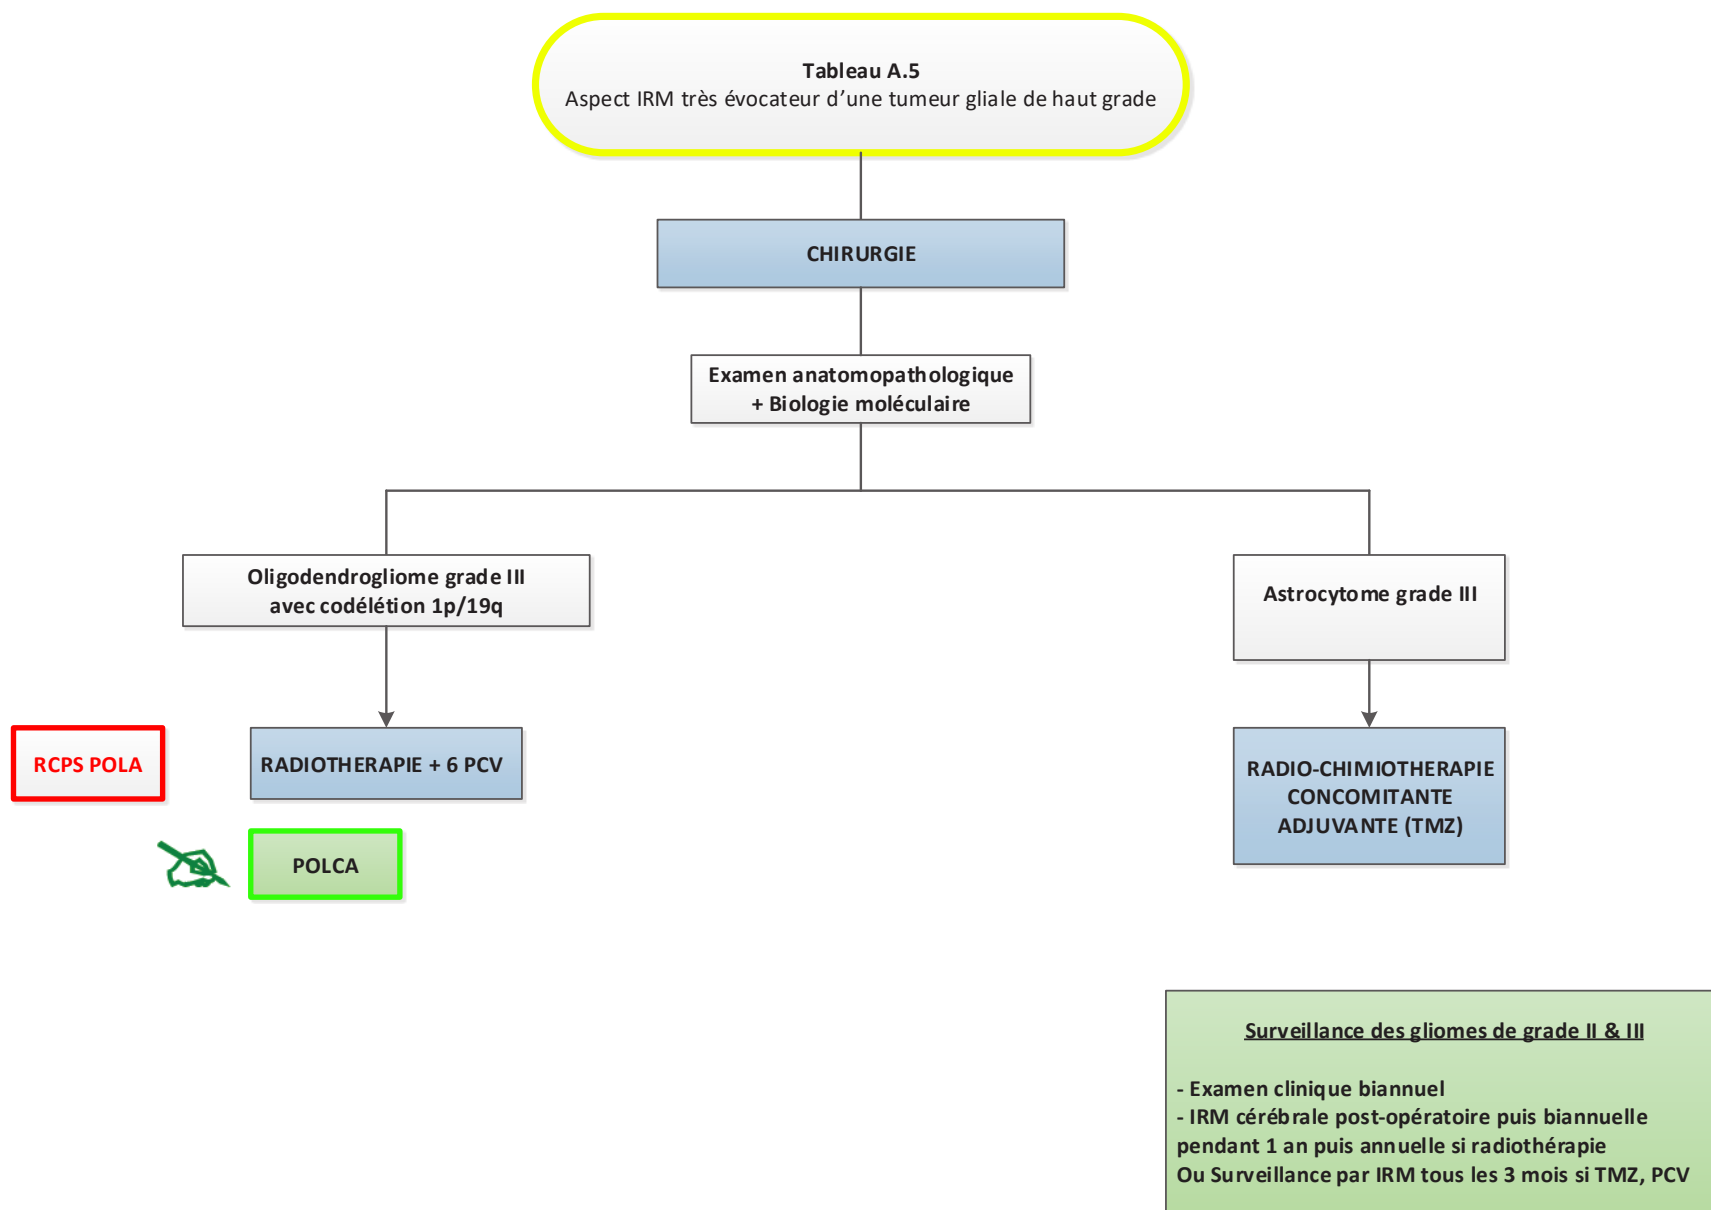 Tableau A.5
Aspect IRM très évocateur d'une tumeur gliale de haut grade
CHIRURGIE
Examen anatomopathologique
+ Biologie moléculaire
Oligodendrogliome grade III
avec codélétion 1p/19q
Astrocytome grade III
RCPS POLA
RADIOTHERAPIE + 6 PCV
RADIO-CHIMIOTHERAPIE
CONCOMITANTE
ADJUVANTE (TMZ)
POLCA
Surveillance des gliomes de grade II & III
- Examen clinique biannuel
- IRM cérébrale post-opératoire puis biannuelle
pendant 1 an puis annuelle si radiothérapie
Ou Surveillance par IRM tous les 3 mois si TMZ, PCV